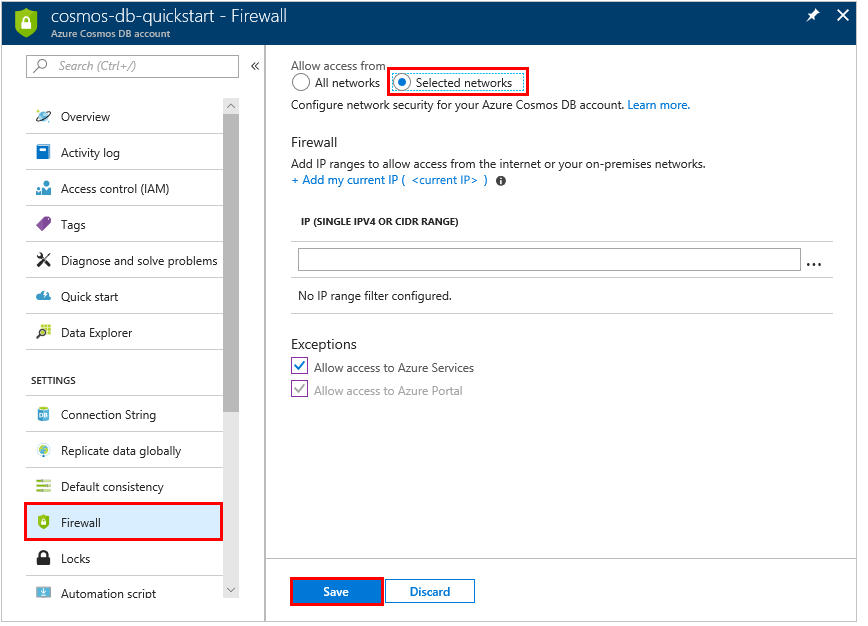 cosmos-db-quickstart - Firewall
Azure Cosmos DB account
Search (Ctrl+/)
«
Overview
Activity log
Access control (IAM)
Tags
Diagnose and solve problems
Quick start
Data Explorer
SETTINGS
Connection String
Replicate data globally
Default consistency
Firewall
Locks
Automation script
Allow access from
All networks
Selected networks
Configure network security for your Azure Cosmos DB account. Learn more.
Firewall
Add IP ranges to allow access from the internet or your on-premises networks.
+ Add my current IP ( <current IP> )
IP (SINGLE IPV4 OR CIDR RANGE)
...
No IP range filter configured.
Exceptions
Allow access to Azure Services
Allow access to Azure Portal
Save
Discard